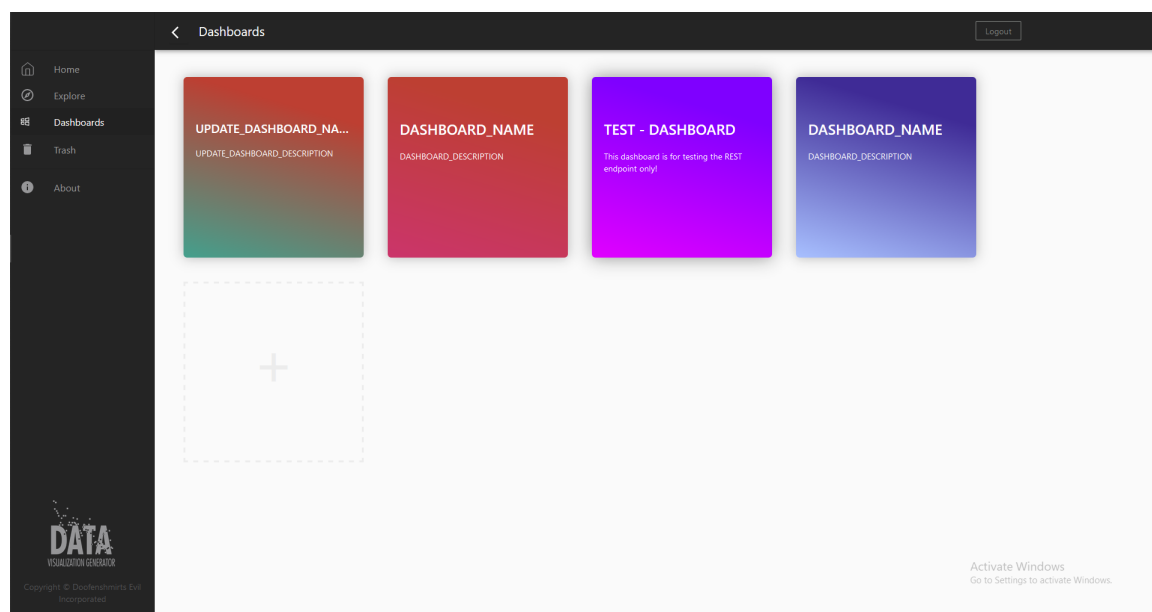 Dashboards
Logout
Home
Explore
Dashboards
Trash
About
UPDATE_DASHBOARD_NA...
UPDATE_DASHBOARD_DESCRIPTION
DASHBOARD_NAME
DASHBOARD_DESCRIPTION
TEST - DASHBOARD
This dashboard is for testing the REST
endpoint only!
DASHBOARD_NAME
DASHBOARD_DESCRIPTION
DATA
VISUALIZATION GENERATOR
Copyright © Doofenshmirts Evil
Incorporated
Activate Windows
Go to Settings to activate Windows.